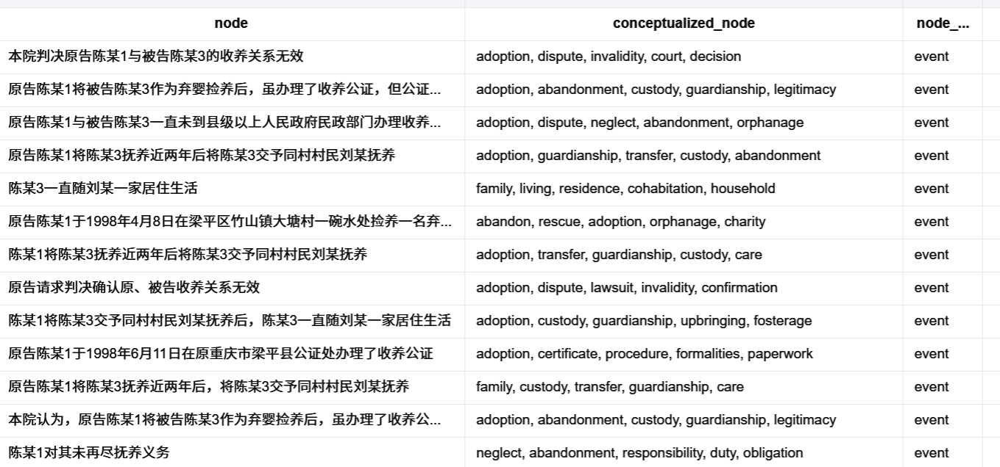 node conceptualized_node node_...
本院判决原告陈某1与被告陈某3的收养关系无效 adoption, dispute, invalidity, court, decision event
原告陈某1将被告陈某3作为弃婴捡养后，虽办理了收养公证，但公证... adoption, abandonment, custody, guardianship, legitimacy event
原告陈某1与被告陈某3一直未到县级以上人民政府民政部门办理收养... adoption, dispute, neglect, abandonment, orphanage event
原告陈某1将陈某3抚养近两年后将陈某3交予同村村民刘某抚养 adoption, guardianship, transfer, custody, abandonment event
陈某3一直随刘某一家居住生活 family, living, residence, cohabitation, household event
原告陈某1于1998年4月8日在梁平区竹山镇大塘村一碗水处捡养一名弃... abandon, rescue, adoption, orphanage, charity event
陈某1将陈某3抚养近两年后将陈某3交予同村村民刘某抚养 adoption, transfer, guardianship, custody, care event
原告请求判决确认原、被告收养关系无效 adoption, dispute, lawsuit, invalidity, confirmation event
陈某1将陈某3交予同村村民刘某抚养后，陈某3一直随刘某一家居住生活 adoption, custody, guardianship, upbringing, fosterage event
原告陈某1于1998年6月11日在原重庆市梁平县公证处办理了收养公证 adoption, certificate, procedure, formalities, paperwork event
原告陈某1将陈某3抚养近两年后，将陈某3交予同村村民刘某抚养 family, custody, transfer, guardianship, care event
本院认为，原告陈某1将被告陈某3作为弃婴捡养后，虽办理了收养公... adoption, abandonment, custody, guardianship, legitimacy event
陈某1对其未再尽抚养义务 neglect, abandonment, responsibility, duty, obligation event